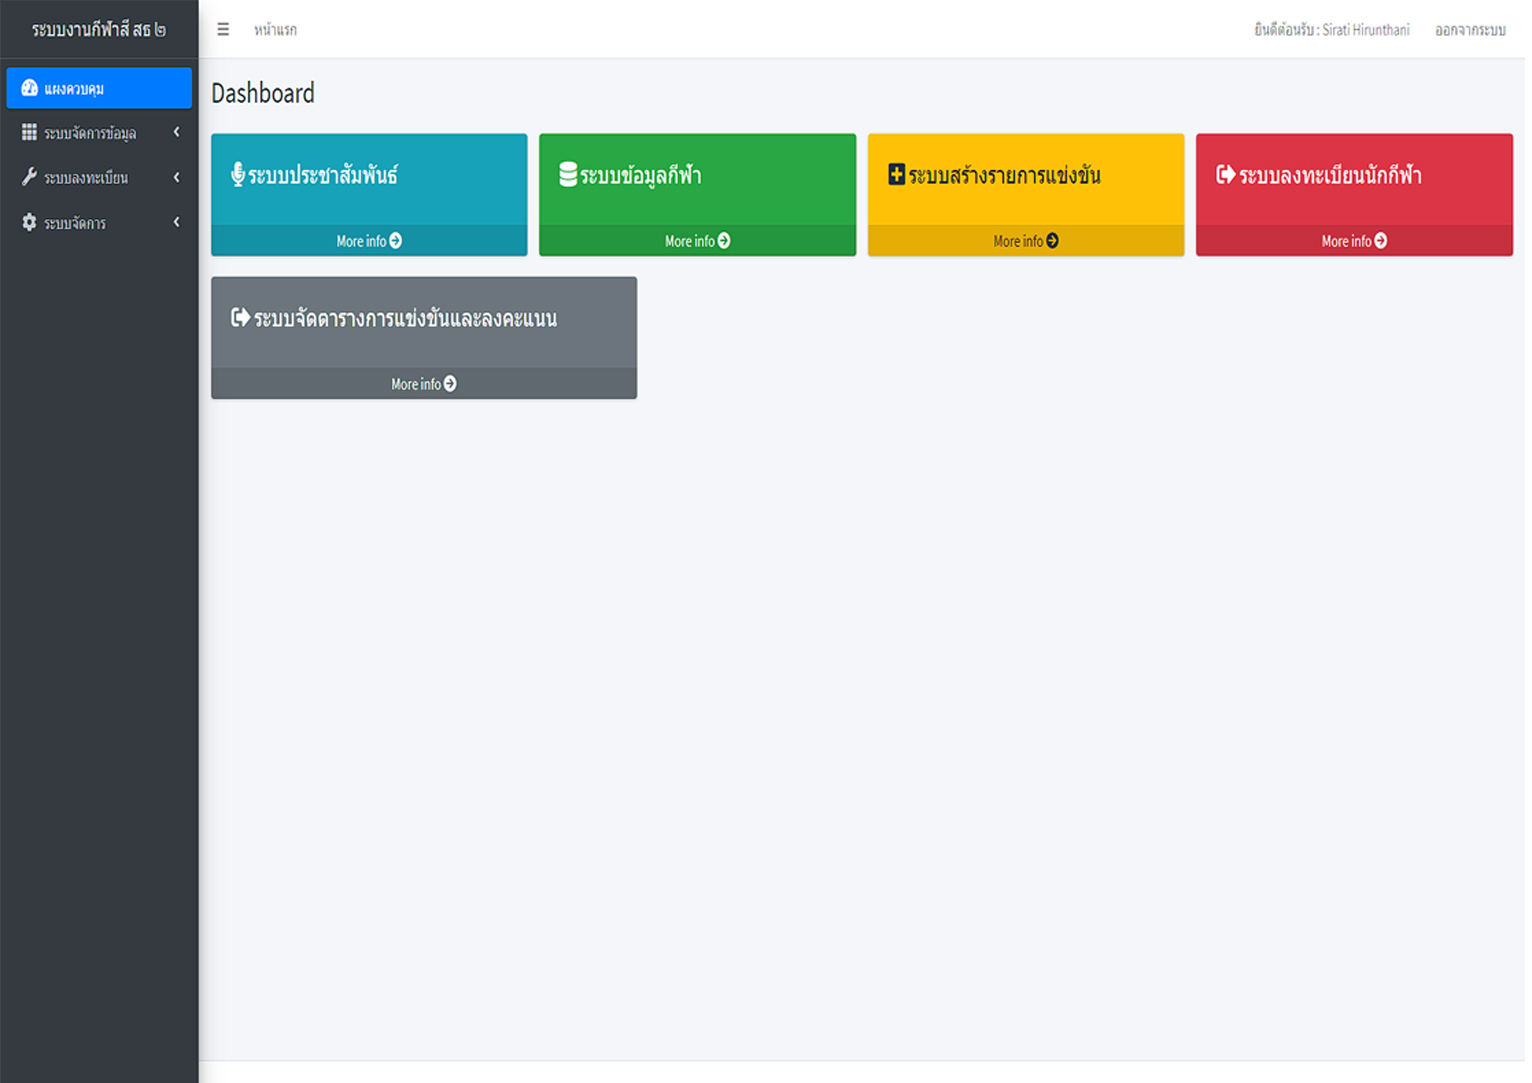 ระบบงานกีฬาสี สธ ๒
หน้าแรก
ยินดีต้อนรับ : Sirati Hirunthani
ออกจากระบบ
แผงควบคุม
ระบบจัดการข้อมูล
ระบบลงทะเบียน
ระบบจัดการ
Dashboard
ระบบประชาสัมพันธ์
More info
ระบบข้อมูลกีฬา
More info
ระบบสร้างรายการแข่งขัน
More info
ระบบลงทะเบียนนักกีฬา
More info
ระบบจัดตารางการแข่งขันและลงคะแนน
More info